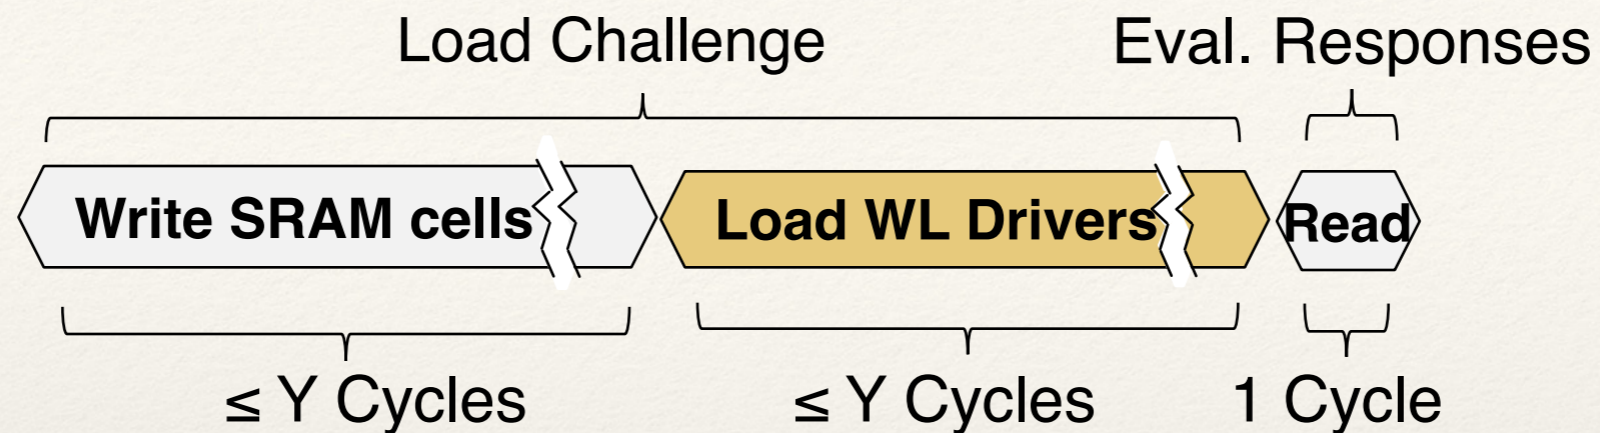 Load Challenge
Eval. Responses
Write SRAM cells
Load WL Drivers
Read
≤ Y Cycles
≤ Y Cycles
1 Cycle